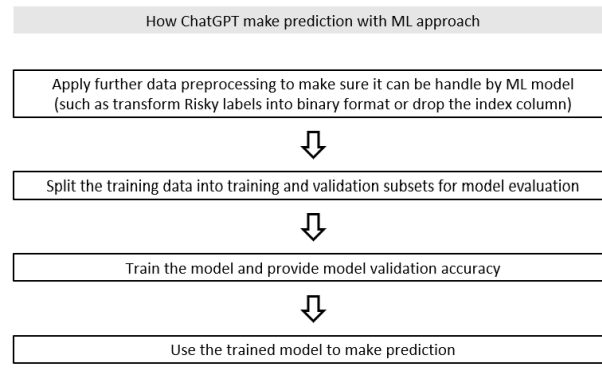 How ChatGPT make prediction with ML approach
Apply further data preprocessing to make sure it can be handle by ML model
(such as transform Risky labels into binary format or drop the index column)
Split the training data into training and validation subsets for model evaluation
Train the model and provide model validation accuracy
Use the trained model to make prediction